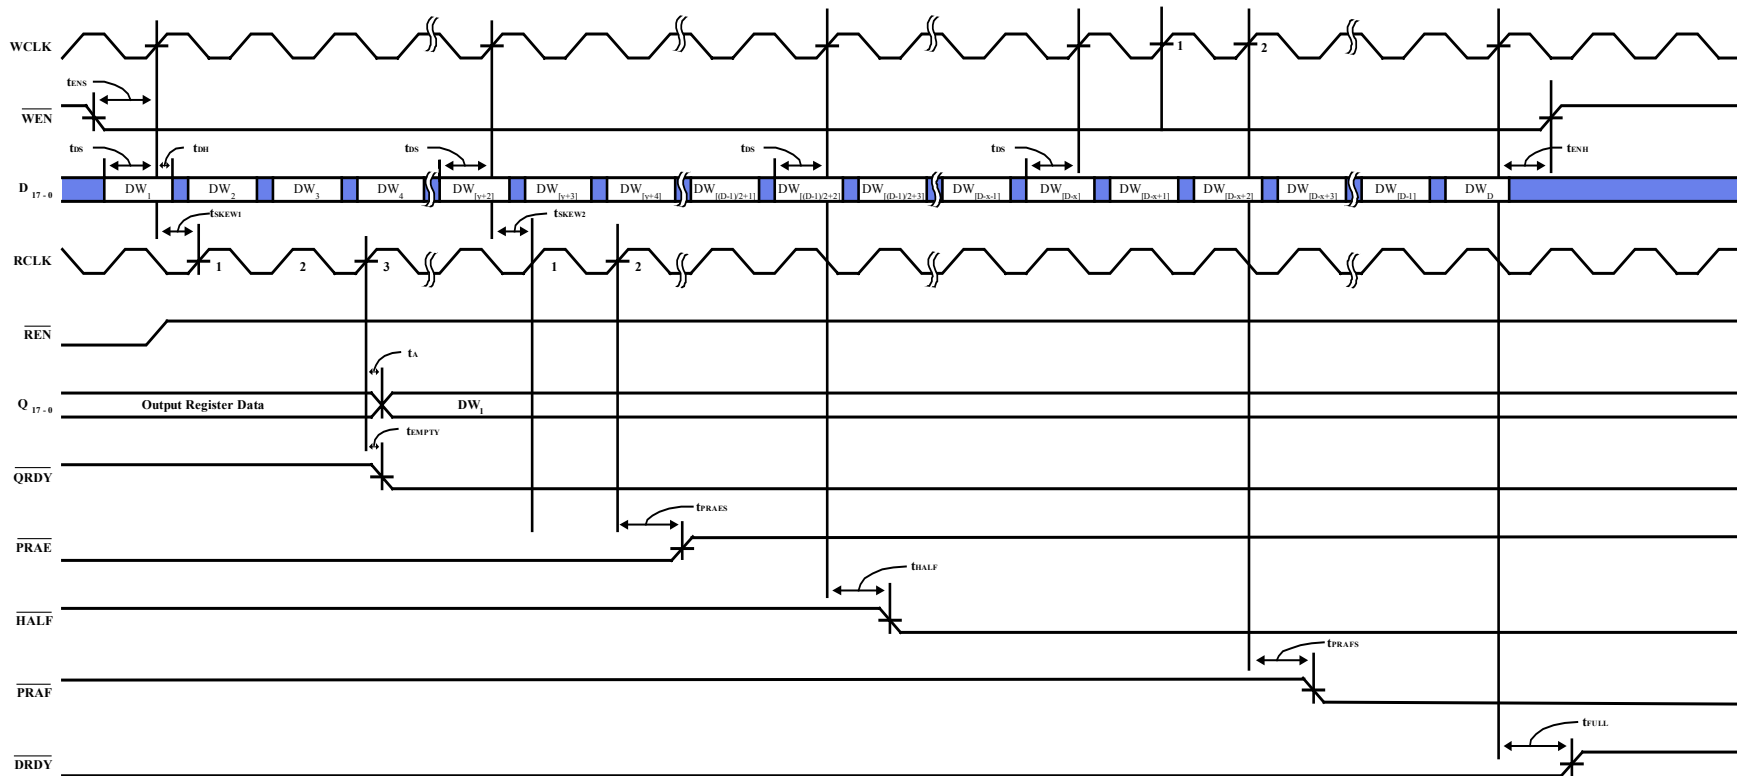 WCLK 1 2
tENS
WEN
tDS tDH tDS tDS tDS tENH
D 17 - 0 DW1 DW2 DW3 DW4 DW[y+2] DW[y+3] DW[y+4] DW[(D-1)/2+1] DW[(D-1)/2+2] DW[(D-1)/2+3] DW[D-x-1] DW[D-x] DW[D-x+1] DW[D-x+2] DW[D-x+3] DW[D-1] DWD
tSKEW1 tSKEW2
RCLK 1 2 3 1 2
REN
tA
Q 17 - 0 Output Register Data DW1
tEMPTY
QRDY
tPRAES
PRAE
tHALF
HALF
tPRAFS
PRAF
tFULL
DRDY